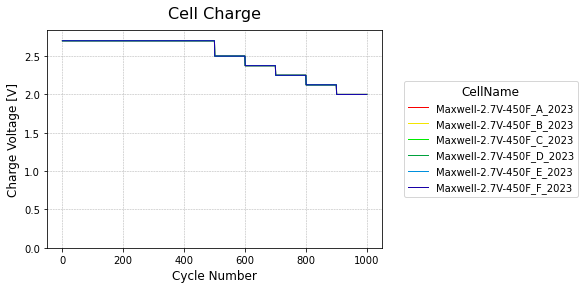 Cell Charge
Charge Voltage [V]
2.5
2.0
1.5
1.0
0.5
0.0
0 200 400 600 800 1000
Cycle Number
CellName
Maxwell-2.7V-450F_A_2023
Maxwell-2.7V-450F_B_2023
Maxwell-2.7V-450F_C_2023
Maxwell-2.7V-450F_D_2023
Maxwell-2.7V-450F_E_2023
Maxwell-2.7V-450F_F_2023